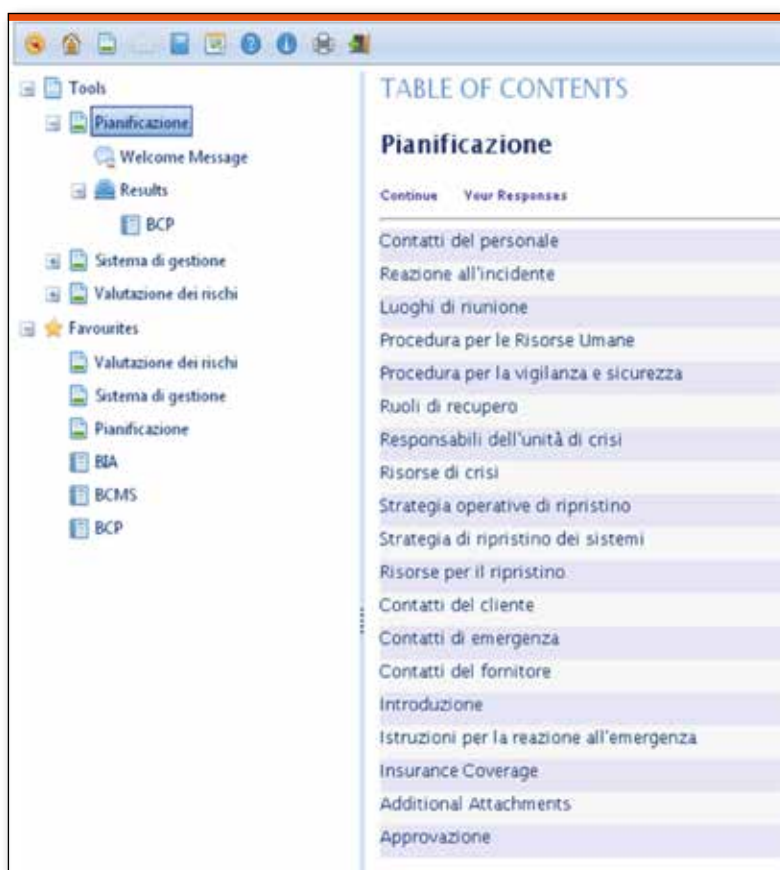 Tools
Pianificazione
Welcome Message
Results
BCP
Sistema di gestione
Valutazione dei rischi
Favourites
Valutazione dei rischi
Sistema di gestione
Pianificazione
BIA
BCMS
BCP
TABLE OF CONTENTS
Pianificazione
Continue Your Responses
Contatti del personale
Reazione all'incidente
Luoghi di riunione
Procedura per le Risorse Umane
Procedura per la vigilanza e sicurezza
Ruoli di recupero
Responsabili dell'unità di crisi
Risorse di crisi
Strategia operative di ripristino
Strategia di ripristino dei sistemi
Risorse per il ripristino
Contatti del cliente
Contatti di emergenza
Contatti del fornitore
Introduzione
Istruzioni per la reazione all'emergenza
Insurance Coverage
Additional Attachments
Approvazione